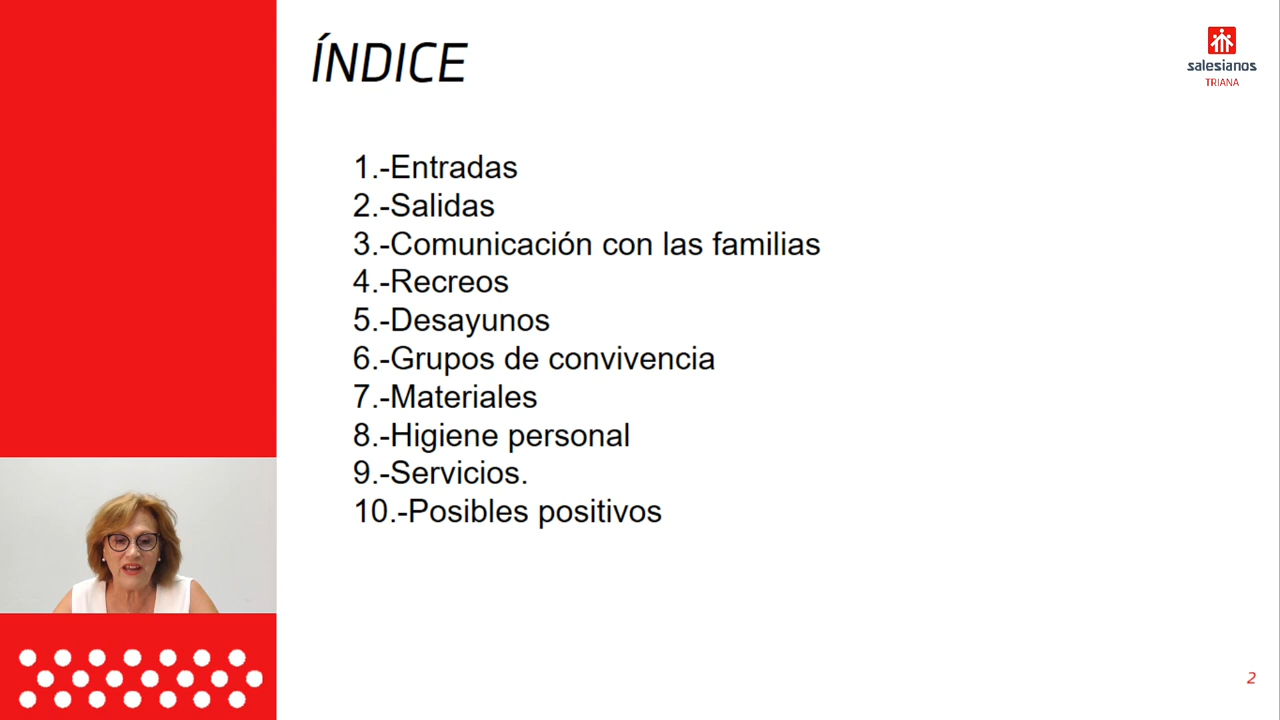 ÍNDICE
salesianos
TRIANA
1.-Entradas
2.-Salidas
3.-Comunicación con las familias
4.-Recreos
5.-Desayunos
6.-Grupos de convivencia
7.-Materiales
8.-Higiene personal
9.-Servicios.
10.-Posibles positivos
2